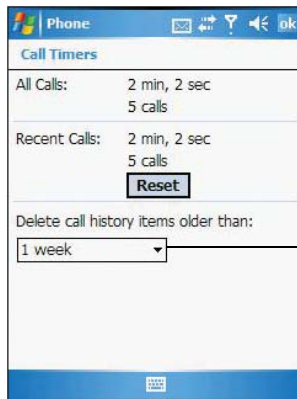 Phone
ok
Call Timers
All Calls: 2 min, 2 sec
5 calls
Recent Calls: 2 min, 2 sec
5 calls
Reset
Delete call history items older than:
1 week